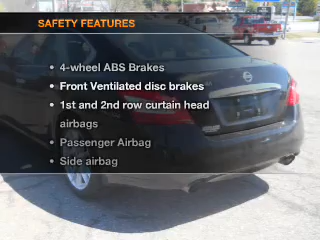 SAFETY FEATURES
• 4-wheel ABS Brakes
• Front Ventilated disc brakes
• 1st and 2nd row curtain head
airbags
• Passenger Airbag
• Side airbag